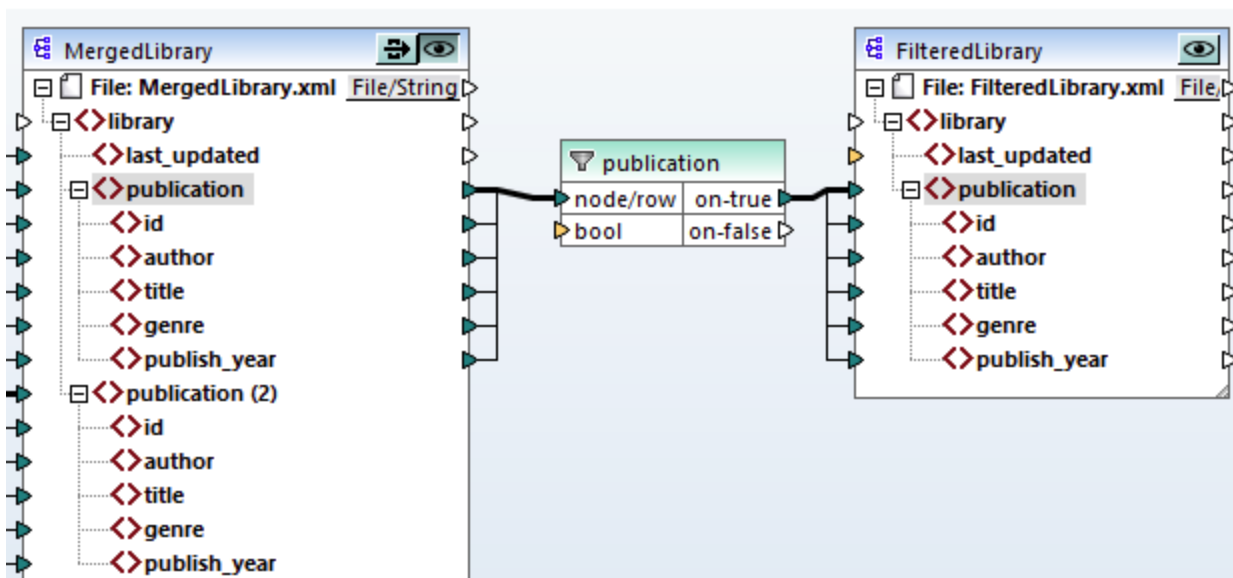 MergedLibrary
File: MergedLibrary.xml File/String
library
last_updated
publication
id
author
title
genre
publish_year
publication (2)
id
author
title
genre
publish_year
publication
node/row on-true
bool on-false
FilteredLibrary
File: FilteredLibrary.xml File/
library
last_updated
publication
id
author
title
genre
publish_year